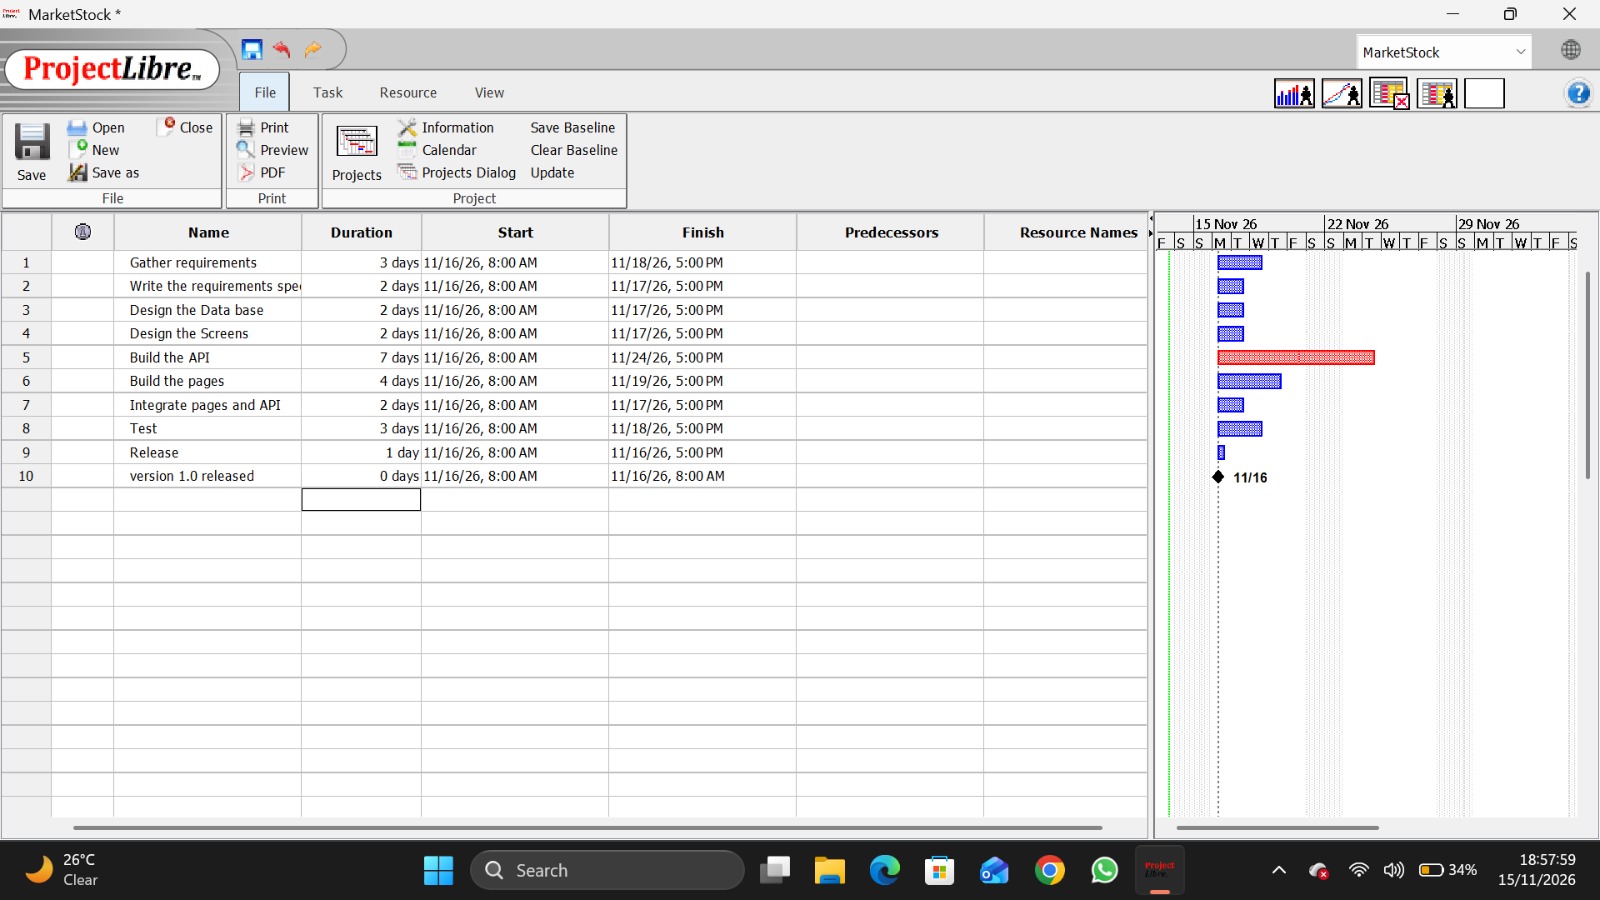 MarketStock *
ProjectLibre
MarketStock
File Task Resource View
Save Open New Save as Close
Print Preview PDF
Projects Information Calendar Projects Dialog Save Baseline Clear Baseline Update
File Print Project
Name Duration Start Finish Predecessors Resource Names
15 Nov 26 22 Nov 26 29 Nov 26
F S S M T W T F S S M T W T F S S M T W T F S
1 Gather requirements 3 days 11/16/26, 8:00 AM 11/18/26, 5:00 PM
2 Write the requirements spe 2 days 11/16/26, 8:00 AM 11/17/26, 5:00 PM
3 Design the Data base 2 days 11/16/26, 8:00 AM 11/17/26, 5:00 PM
4 Design the Screens 2 days 11/16/26, 8:00 AM 11/17/26, 5:00 PM
5 Build the API 7 days 11/16/26, 8:00 AM 11/24/26, 5:00 PM
6 Build the pages 4 days 11/16/26, 8:00 AM 11/19/26, 5:00 PM
7 Integrate pages and API 2 days 11/16/26, 8:00 AM 11/17/26, 5:00 PM
8 Test 3 days 11/16/26, 8:00 AM 11/18/26, 5:00 PM
9 Release 1 day 11/16/26, 8:00 AM 11/16/26, 5:00 PM
10 version 1.0 released 0 days 11/16/26, 8:00 AM 11/16/26, 8:00 AM 11/16
26°C
Clear
Search
Project
Libre
34%
18:57:59
15/11/2026